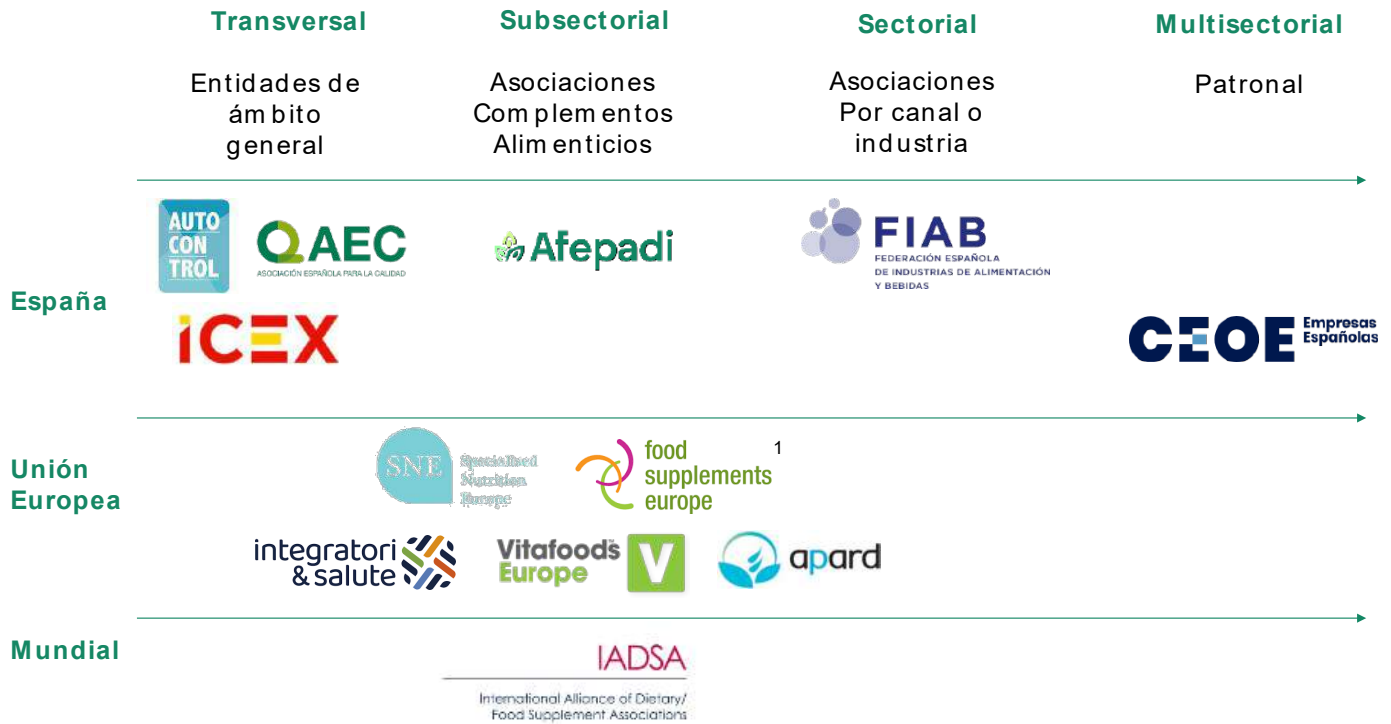 Transversal
Subsectorial
Sectorial
Multisectorial
Entidades de
ámbito
general
Asociaciones
Complementos
Alimenticios
Asociaciones
Por canal o
industria
Patronal
España
AUTO
CON
TROL
AEC
ASOCIACIÓN ESPAÑOLA PARA LA CALIDAD
Afepadi
FIAB
FEDERACIÓN ESPAÑOLA
DE INDUSTRIAS DE ALIMENTACIÓN
Y BEBIDAS
iCEX
CEOE
Empresas
Españolas
Unión
Europea
SNE
Specialised
Nutrition
Europe
food
supplements
europe
1
integratori
& salute
Vitafoods
Europe
V
apard
Mundial
IADSA
International Alliance of Dietary/
Food Supplement Associations